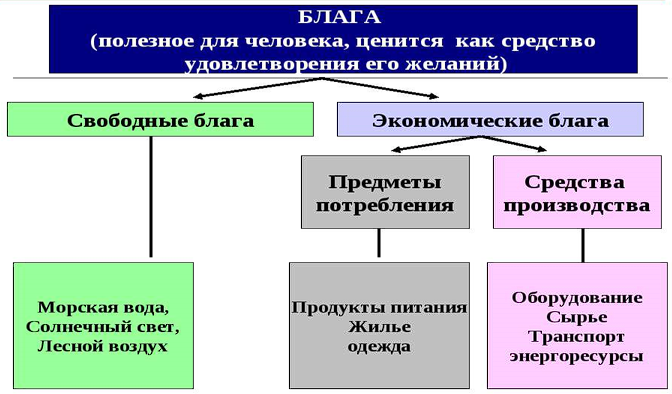 БЛАГА
(полезное для человека, ценится как средство
удовлетворения его желаний)
Свободные блага
Экономические блага
Предметы
потребления
Средства
производства
Морская вода,
Солнечный свет,
Лесной воздух
Продукты питания
Жилье
одежда
Оборудование
Сырье
Транспорт
энергоресурсы